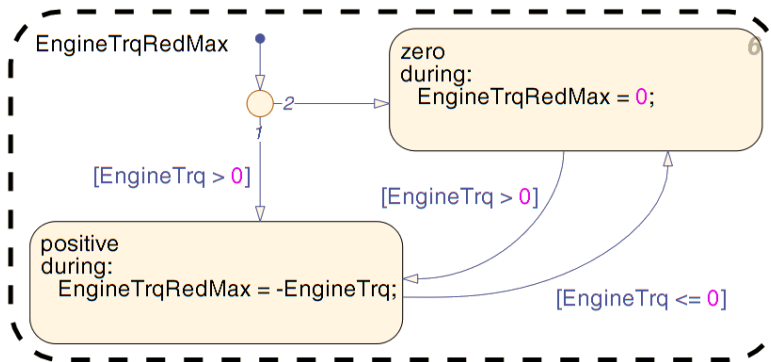 EngineTrqRedMax
6
zero
during:
EngineTrqRedMax = 0;
2
1
[EngineTrq > 0]
[EngineTrq > 0]
positive
during:
EngineTrqRedMax = -EngineTrq;
[EngineTrq <= 0]